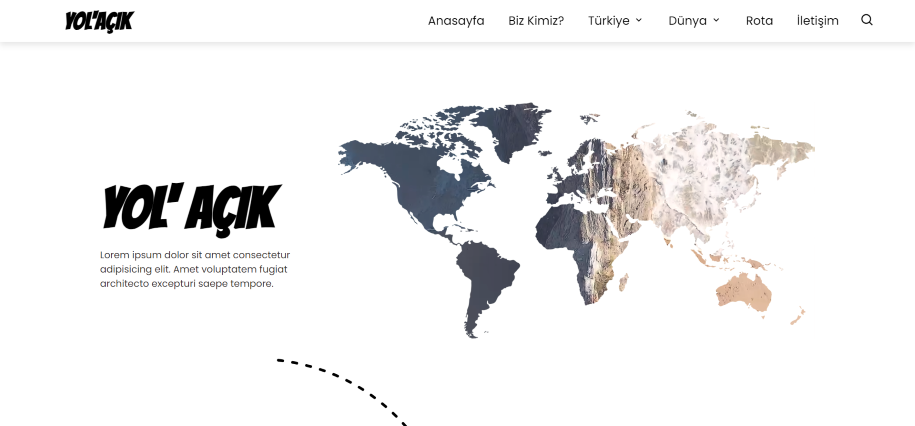 YOL'AÇIK
Anasayfa
Biz Kimiz?
Türkiye
Dünya
Rota
İletişim
YOL' AÇIK
Lorem ipsum dolor sit amet consectetur
adipisicing elit. Amet voluptatem fugiat
architecto excepturi saepe tempore.